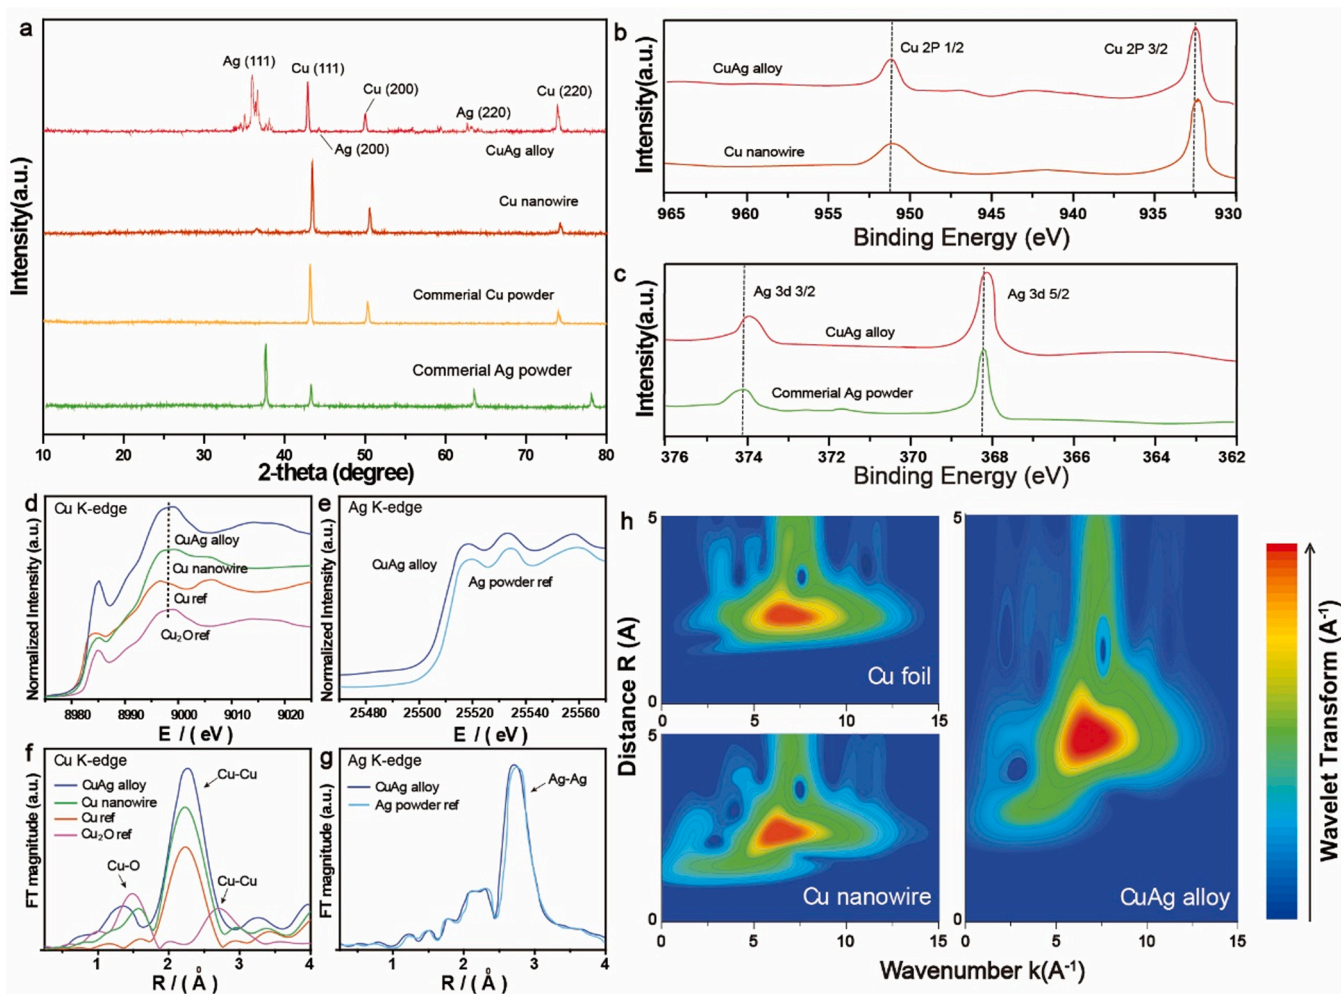 a
Ag (111)
Cu (111)
Cu (200)
Ag (220)
Cu (220)
Ag (200)
CuAg alloy
Cu nanowire
Commerial Cu powder
Commerial Ag powder
Intensity(a.u.)
10 20 30 40 50 60 70 80
2-theta (degree)
b
Cu 2P 1/2
Cu 2P 3/2
CuAg alloy
Cu nanowire
Intensity(a.u.)
965 960 955 950 945 940 935 930
Binding Energy (eV)
c
Ag 3d 3/2
Ag 3d 5/2
CuAg alloy
Commerial Ag powder
Intensity(a.u.)
376 374 372 370 368 366 364 362
Binding Energy (eV)
d
Cu K-edge
CuAg alloy
Cu nanowire
Cu ref
Cu₂O ref
Normalized Intensity (a.u.)
8980 8990 9000 9010 9020
E / ( eV)
e
Ag K-edge
CuAg alloy
Ag powder ref
Normalized Intensity (a.u.)
25480 25500 25520 25540 25560
E / ( eV)
f
Cu K-edge
CuAg alloy
Cu nanowire
Cu ref
Cu₂O ref
Cu-Cu
Cu-O
Cu-Cu
FT magnitude (a.u.)
1 2 3 4
R / ( Å )
g
Ag K-edge
CuAg alloy
Ag powder ref
Ag-Ag
FT magnitude (a.u.)
1 2 3 4
R / ( Å )
h
5
0
Cu foil
0 5 10 15
5
0
Cu nanowire
0 5 10 15
5
0
CuAg alloy
0 5 10 15
Distance R (A)
Wavenumber k(A⁻¹)
Wavelet Transform (A⁻¹)